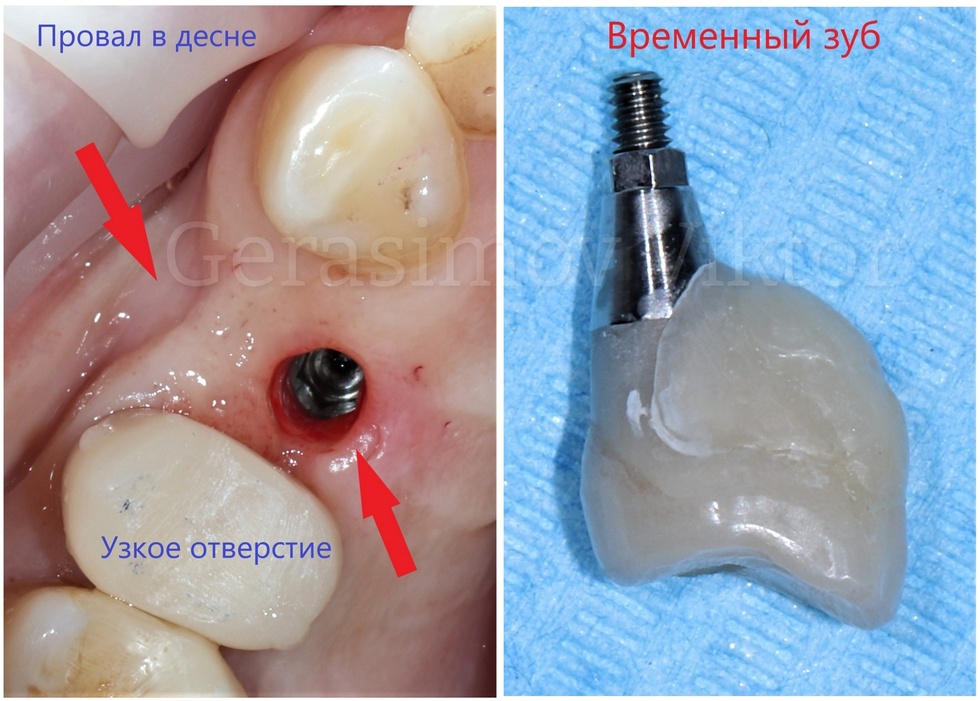 Провал в десне
Временный зуб
Gerasimov Viktor
Узкое отверстие